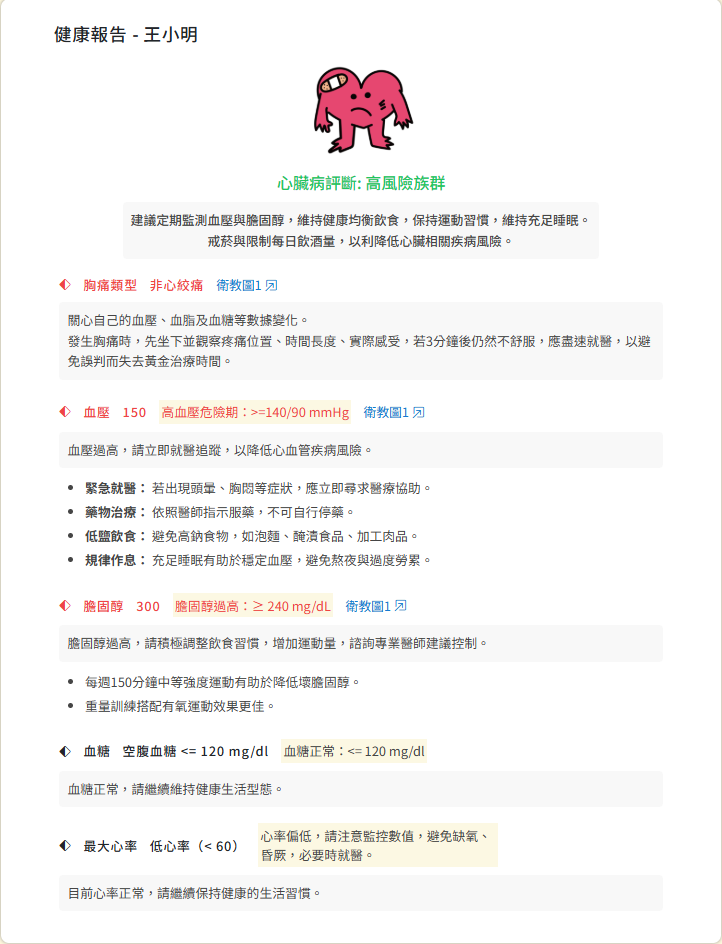 健康報告 - 王小明
心臟病評斷: 高風險族群
建議定期監測血壓與膽固醇，維持健康均衡飲食，保持運動習慣，維持充足睡眠。
戒菸與限制每日飲酒量，以利降低心臟相關疾病風險。
胸痛類型 非心絞痛 衛教圖1
關心自己的血壓、血脂及血糖等數據變化。
發生胸痛時，先坐下並觀察疼痛位置、時間長度、實際感受，若3分鐘後仍然不舒服，應盡速就醫，以避
免誤判而失去黃金治療時間。
血壓 150 高血壓危險期：>=140/90 mmHg 衛教圖1
血壓過高，請立即就醫追蹤，以降低心血管疾病風險。
• 緊急就醫： 若出現頭暈、胸悶等症狀，應立即尋求醫療協助。
• 藥物治療： 依照醫師指示服藥，不可自行停藥。
• 低鹽飲食： 避免高鈉食物，如泡麵、醃漬食品、加工肉品。
• 規律作息： 充足睡眠有助於穩定血壓，避免熬夜與過度勞累。
膽固醇 300 膽固醇過高：≥ 240 mg/dL 衛教圖1
膽固醇過高，請積極調整飲食習慣，增加運動量，諮詢專業醫師建議控制。
• 每週150分鐘中等強度運動有助於降低壞膽固醇。
• 重量訓練搭配有氧運動效果更佳。
血糖 空腹血糖 <= 120 mg/dl 血糖正常：<= 120 mg/dl
血糖正常，請繼續維持健康生活型態。
最大心率 低心率（< 60） 心率偏低，請注意監控數值，避免缺氧、
昏厥，必要時就醫。
目前心率正常，請繼續保持健康的生活習慣。